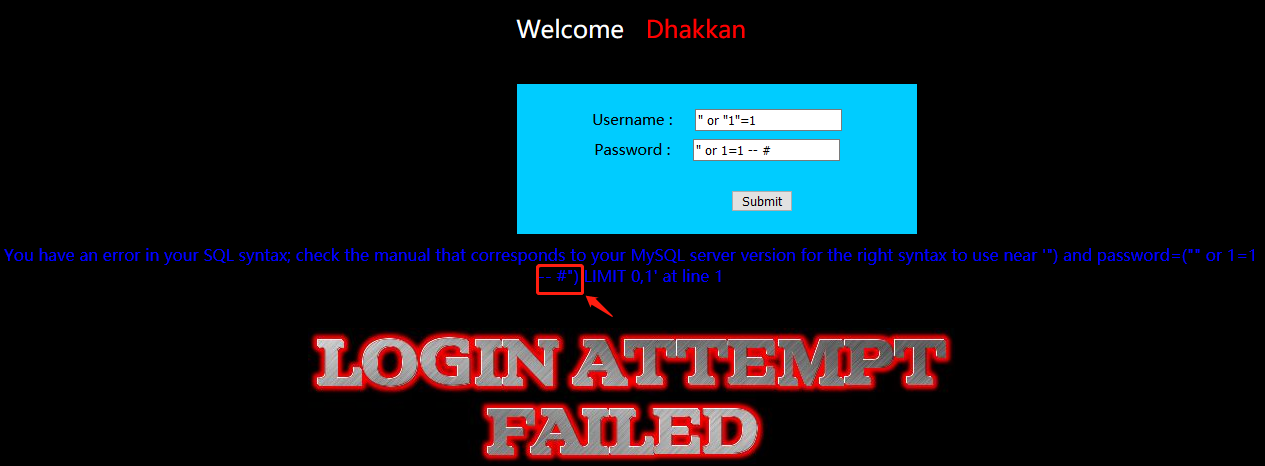 Welcome Dhakkan
Username : " or "1"=1
Password : " or 1=1 -- #
Submit
You have an error in your SQL syntax; check the manual that corresponds to your MySQL server version for the right syntax to use near '") and password=("" or 1=1
-- #") LIMIT 0,1' at line 1
LOGIN ATTEMPT
FAILED